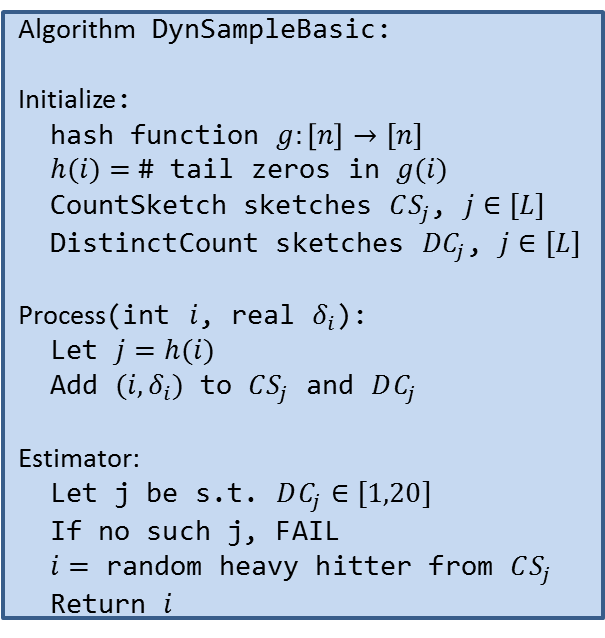 Algorithm DynSampleBasic:
Initialize:
hash function g:[n] → [n]
h(i) = # tail zeros in g(i)
CountSketch sketches CSⱼ, j ∈ [L]
DistinctCount sketches DCⱼ, j ∈ [L]
Process(int i, real δᵢ):
Let j = h(i)
Add (i, δᵢ) to CSⱼ and DCⱼ
Estimator:
Let j be s.t. DCⱼ ∈ [1,20]
If no such j, FAIL
i = random heavy hitter from CSⱼ
Return i